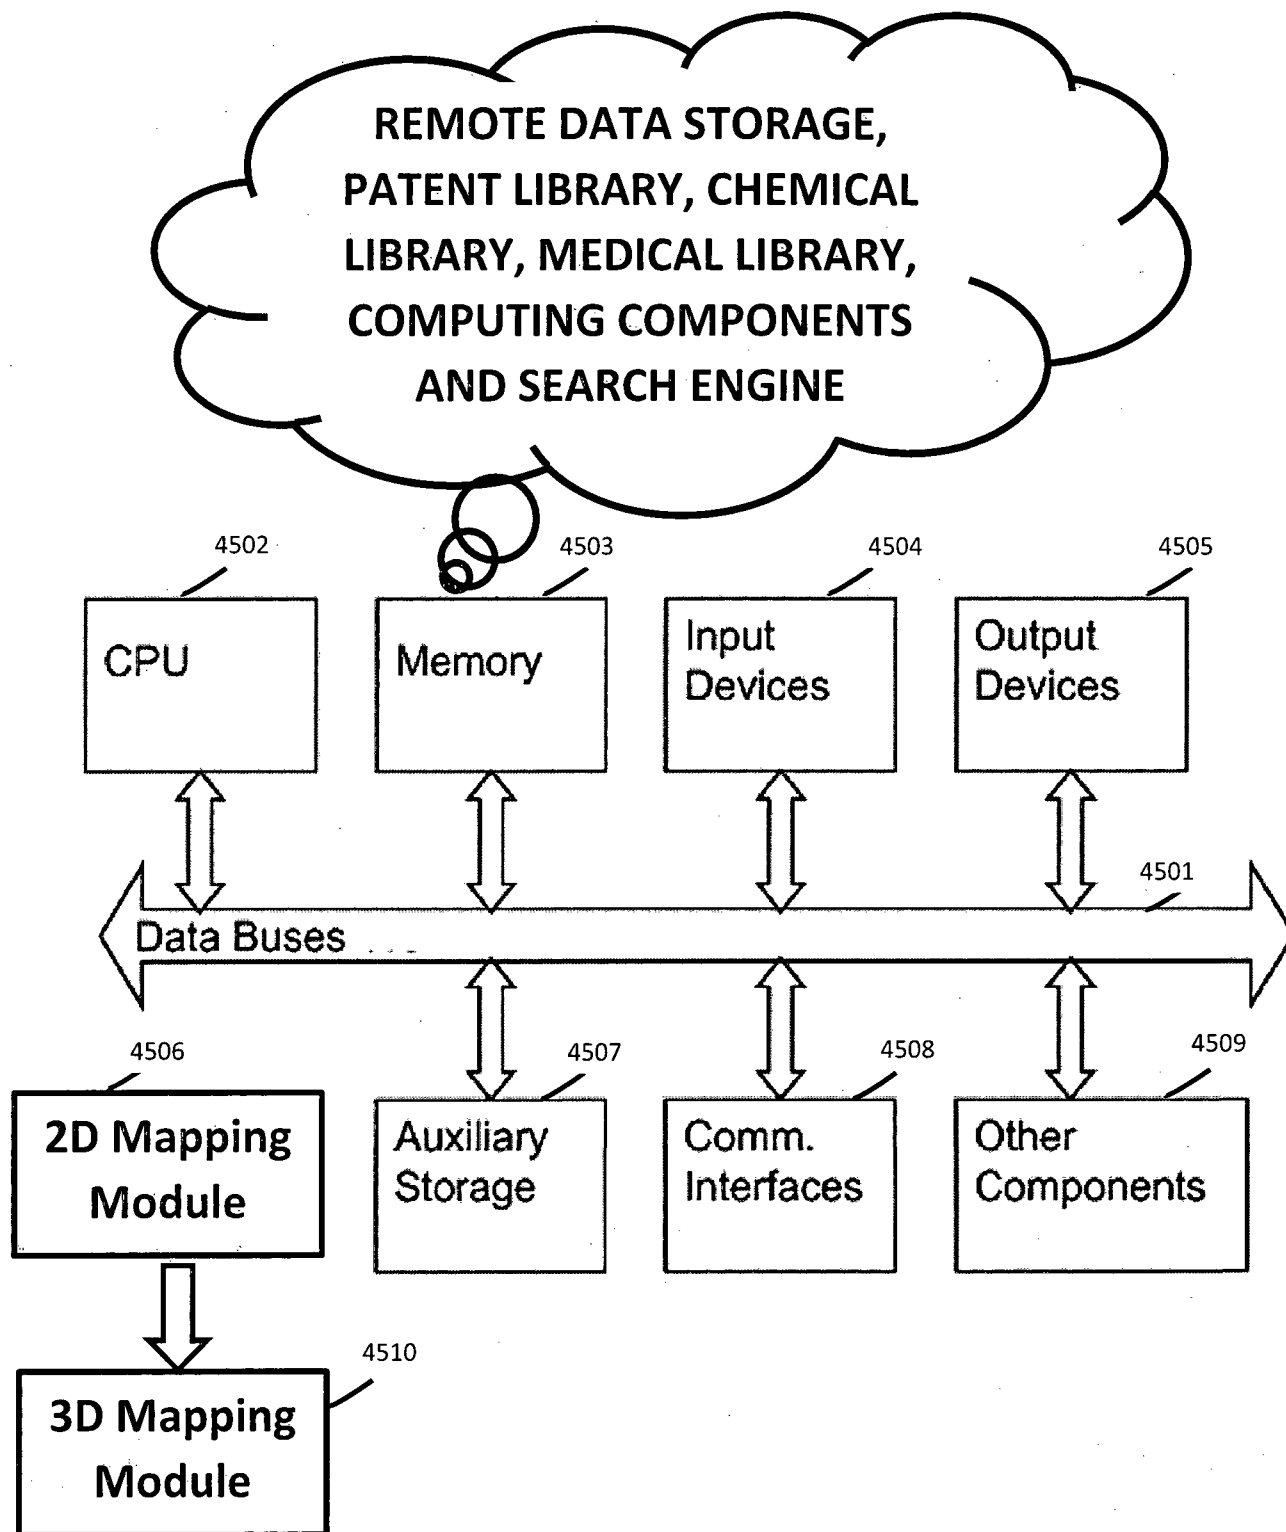 REMOTE DATA STORAGE,
PATENT LIBRARY, CHEMICAL
LIBRARY, MEDICAL LIBRARY,
COMPUTING COMPONENTS
AND SEARCH ENGINE
4502
4503
4504
4505
CPU
Memory
Input
Devices
Output
Devices
4501
Data Buses
4506
4507
4508
4509
2D Mapping
Module
Auxiliary
Storage
Comm.
Interfaces
Other
Components
4510
3D Mapping
Module